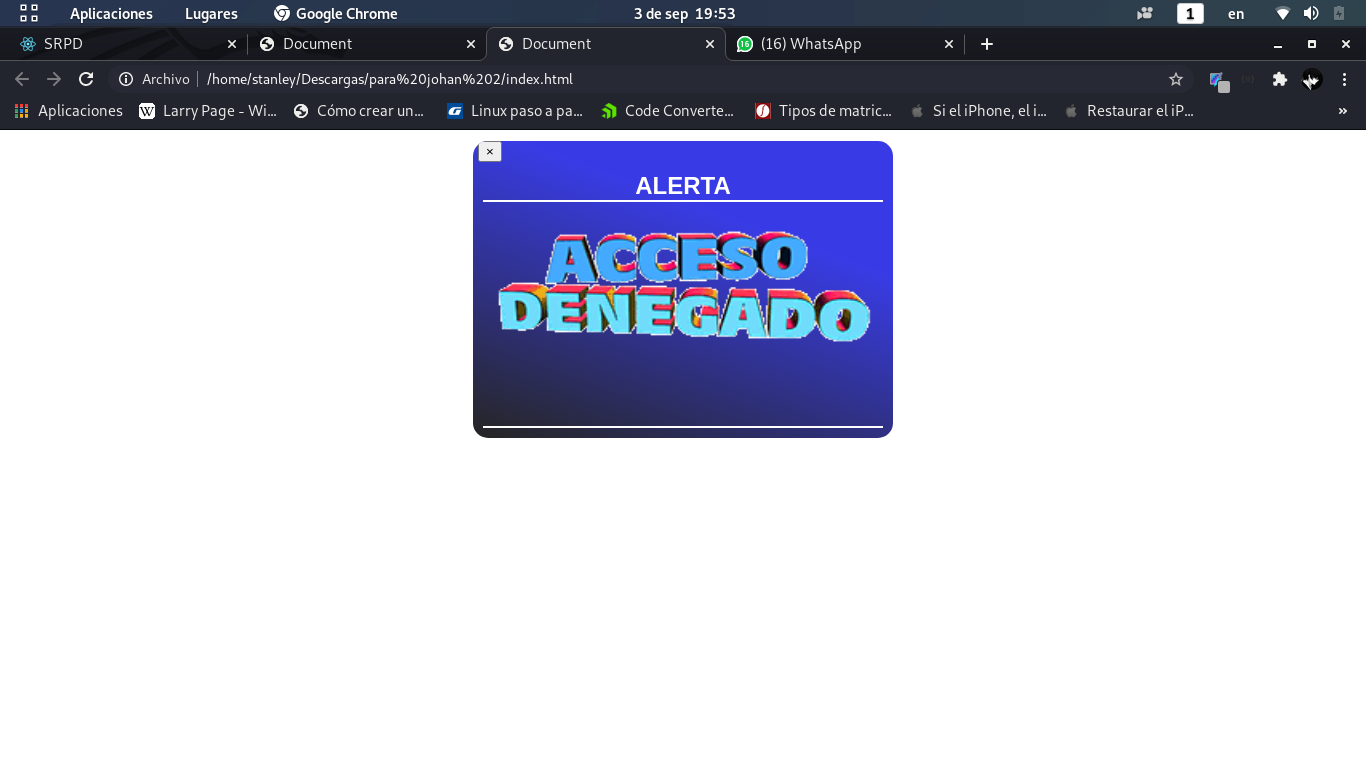 Aplicaciones Lugares Google Chrome 3 de sep 19:53 1 en
SRPD × Document × Document × (16) WhatsApp × +
Archivo /home/stanley/Descargas/para%20johan%202/index.html
Aplicaciones Larry Page - Wi... Cómo crear un... Linux paso a pa... Code Converte... Tipos de matric... Si el iPhone, el i... Restaurar el iP... »
×
ALERTA
ACCESO
DENEGADO